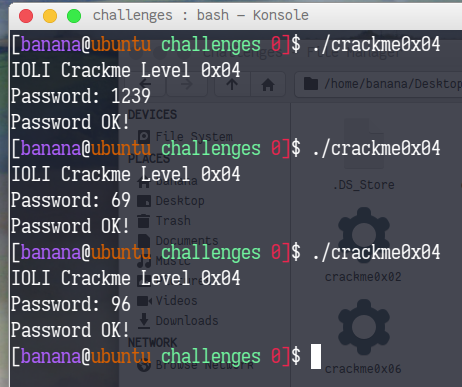 challenges : bash – Konsole
[banana@ubuntu challenges 0]$ ./crackme0x04
IOLI Crackme Level 0x04
Password: 1239
Password OK!
[banana@ubuntu challenges 0]$ ./crackme0x04
IOLI Crackme Level 0x04
Password: 69
Password OK!
[banana@ubuntu challenges 0]$ ./crackme0x04
IOLI Crackme Level 0x04
Password: 96
Password OK!
[banana@ubuntu challenges 0]$
/home/banana/Desktop
DEVICES
File System
PLACES
banana
Desktop
Trash
Documents
Music
Videos
Downloads
NETWORK
Browse Network
.DS_Store
crackme0x02
crackme0x06